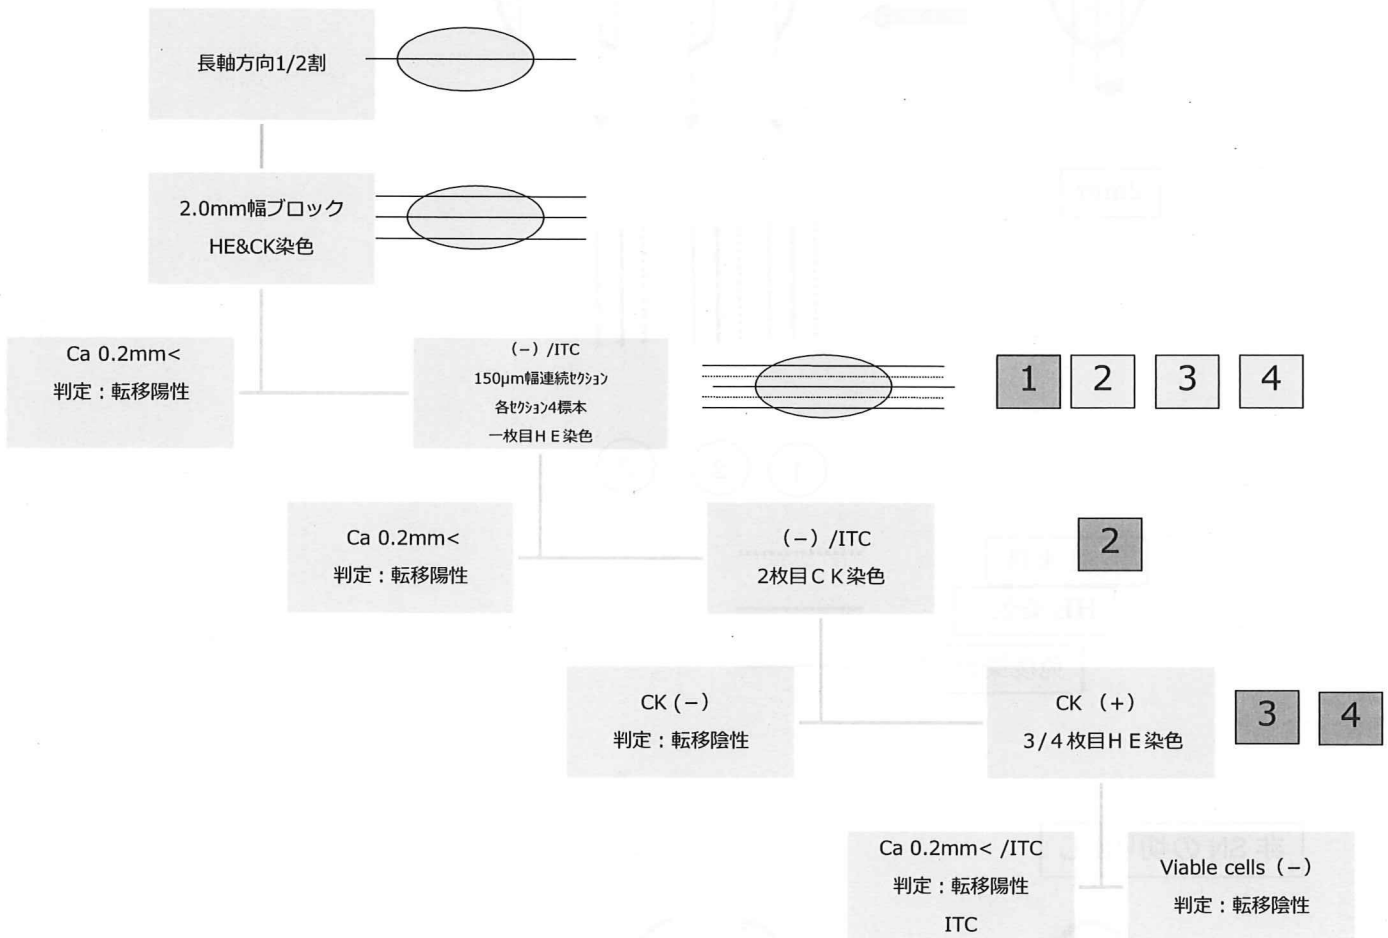 長軸方向1/2割
2.0mm幅ブロック
HE&CK染色
Ca 0.2mm<
判定：転移陽性
(－) /ITC
150μm幅連続ｾｸｼｮﾝ
各ｾｸｼｮﾝ4標本
一枚目ＨＥ染色
1
2
3
4
Ca 0.2mm<
判定：転移陽性
(－) /ITC
2枚目ＣＫ染色
2
CK (－)
判定：転移陰性
CK （+）
3/４枚目ＨＥ染色
3
4
Ca 0.2mm< /ITC
判定：転移陽性
ITC
Viable cells（－）
判定：転移陰性